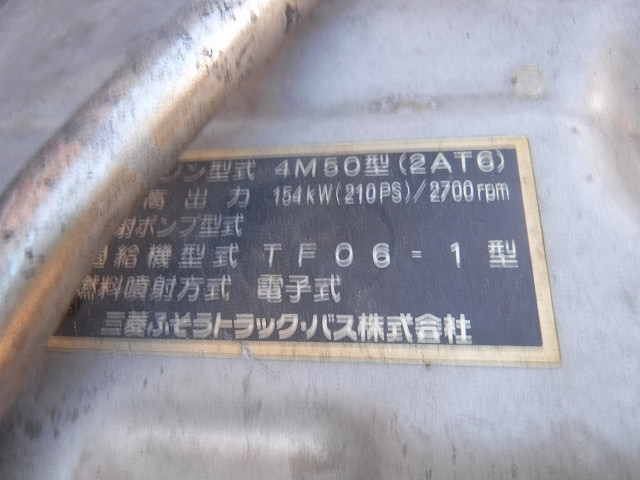 ン型式 4M50型(2AT6)
高出力 154kW(210PS)/2700rpm
射ポンプ型式
給機型式 TF06-1型
燃料噴射方式 電子式
三菱ふそうトラック・バス株式会社